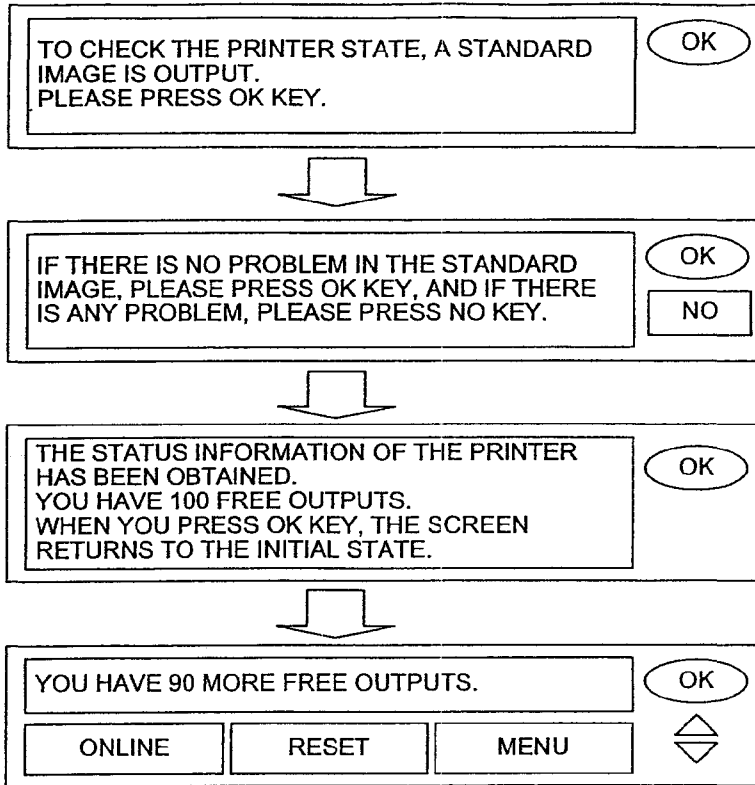 TO CHECK THE PRINTER STATE, A STANDARD
IMAGE IS OUTPUT.
PLEASE PRESS OK KEY.
OK
IF THERE IS NO PROBLEM IN THE STANDARD
IMAGE, PLEASE PRESS OK KEY, AND IF THERE
IS ANY PROBLEM, PLEASE PRESS NO KEY.
OK
NO
THE STATUS INFORMATION OF THE PRINTER
HAS BEEN OBTAINED.
YOU HAVE 100 FREE OUTPUTS.
WHEN YOU PRESS OK KEY, THE SCREEN
RETURNS TO THE INITIAL STATE.
OK
YOU HAVE 90 MORE FREE OUTPUTS.
OK
ONLINE RESET MENU